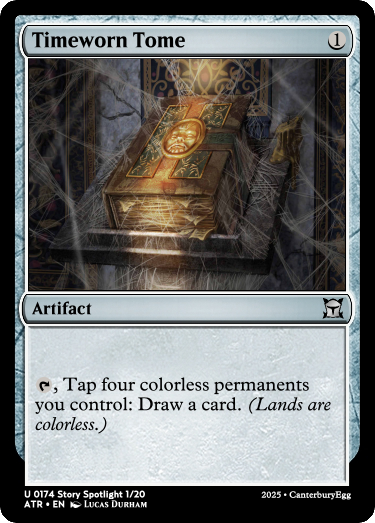 Timeworn Tome 1
Artifact
, Tap four colorless permanents
you control: Draw a card. (Lands are
colorless.)
U 0174 Story Spotlight 1/20
ATR • EN Lucas Durham 2025 • CanterburyEgg